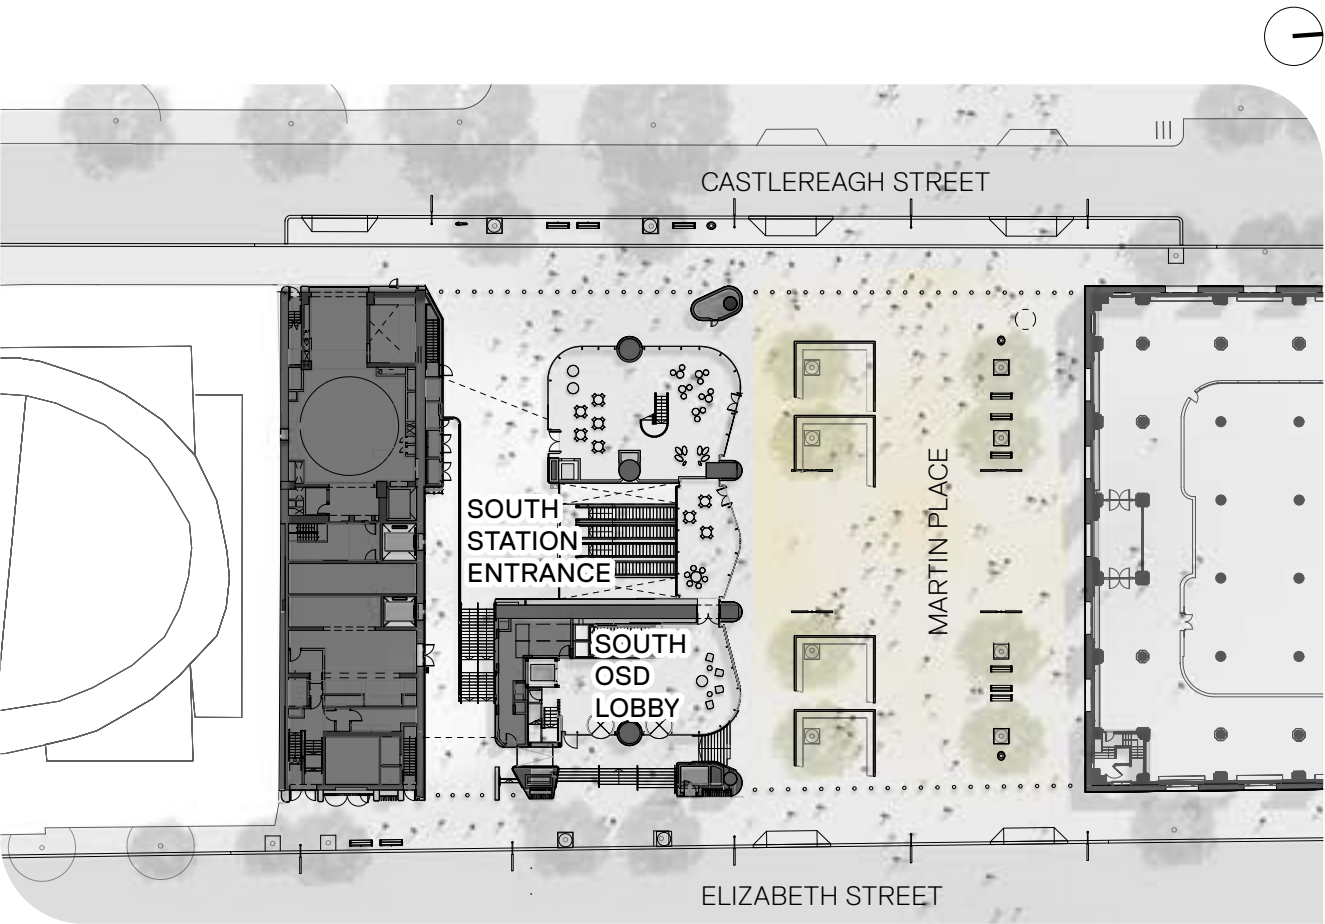 CASTLEREAGH STREET
SOUTH
STATION
ENTRANCE
MARTIN PLACE
SOUTH
OSD
LOBBY
ELIZABETH STREET